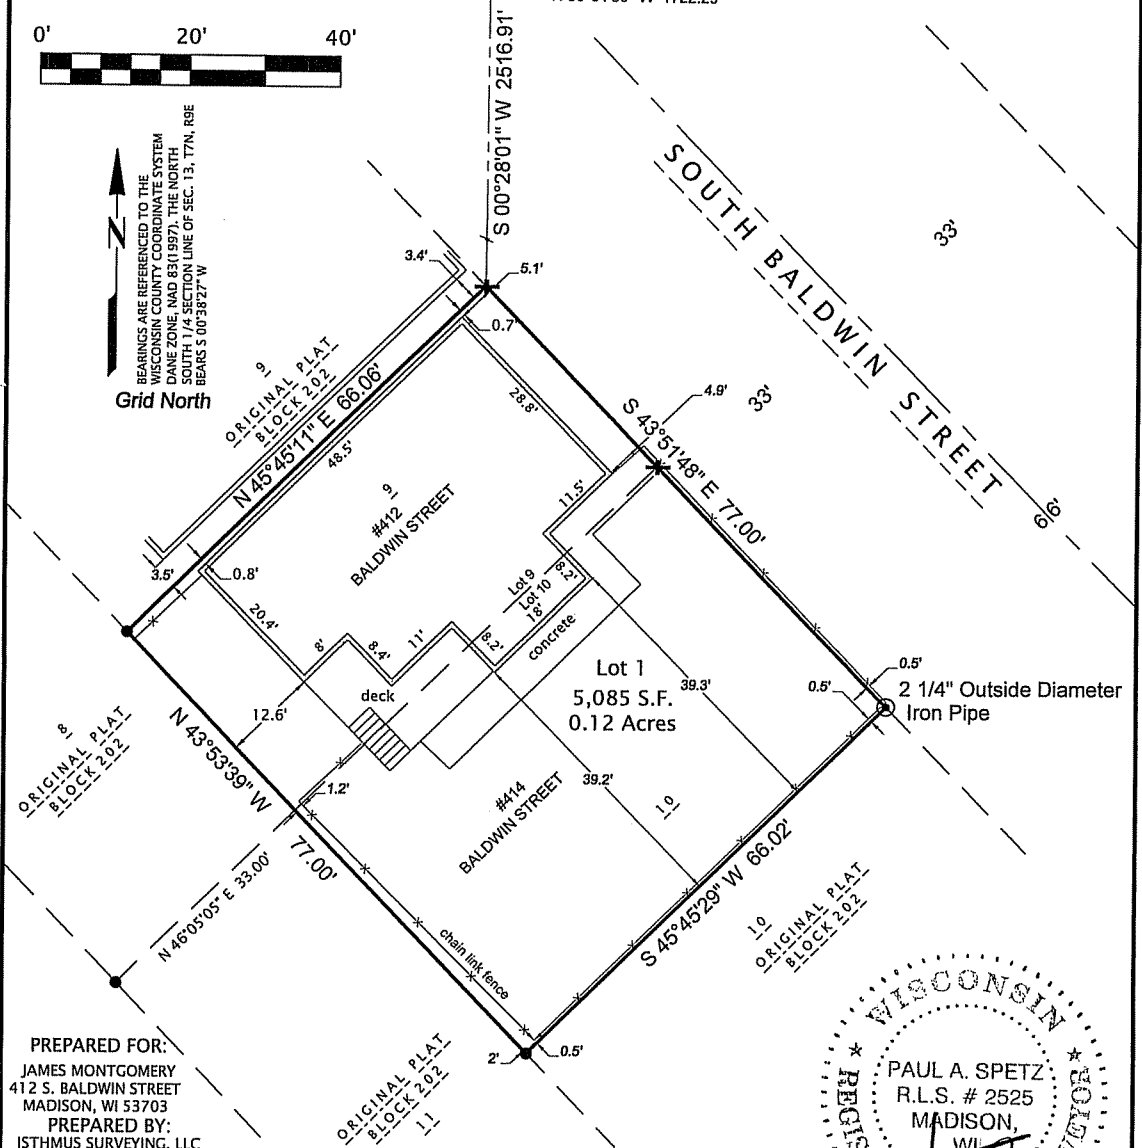 0' 20' 40'
S 00°28'01" W 2516.91'
N
BEARINGS ARE REFERENCED TO THE
WISCONSIN COUNTY COORDINATE SYSTEM
DANE ZONE, NAD 83(1997). THE NORTH
SOUTH 1/4 SECTION LINE OF SEC. 13, T7N, R9E
BEARS S 00°38'27" W
Grid North
SOUTH BALDWIN STREET
33'
33'
66'
3.4'
5.1'
0.7'
9
ORIGINAL PLAT
BLOCK 202
N 45°45'11" E 66.06'
48.5'
28.8'
4.9'
S 43°51'48" E 77.00'
9
#412
BALDWIN STREET
11.5'
3.5'
0.8'
8.2'
Lot 9
Lot 10
18'
concrete
20.4'
8'
8.4'
11'
8.2'
deck
12.6'
Lot 1
5,085 S.F.
0.12 Acres
39.3'
0.5'
0.5'
2 1/4" Outside Diameter
Iron Pipe
8
ORIGINAL PLAT
BLOCK 202
N 43°53'39" W 77.00'
1.2'
39.2'
#414
BALDWIN STREET
10
N 46°05'05" E 33.00'
S 45°45'29" W 66.02'
10
ORIGINAL PLAT
BLOCK 202
chain link fence
2'
0.5'
ORIGINAL PLAT
BLOCK 202
11
PREPARED FOR:
JAMES MONTGOMERY
412 S. BALDWIN STREET
MADISON, WI 53703
PREPARED BY:
ISTHMUS SURVEYING, LLC
WISCONSIN
PAUL A. SPETZ
R.L.S. # 2525
MADISON,